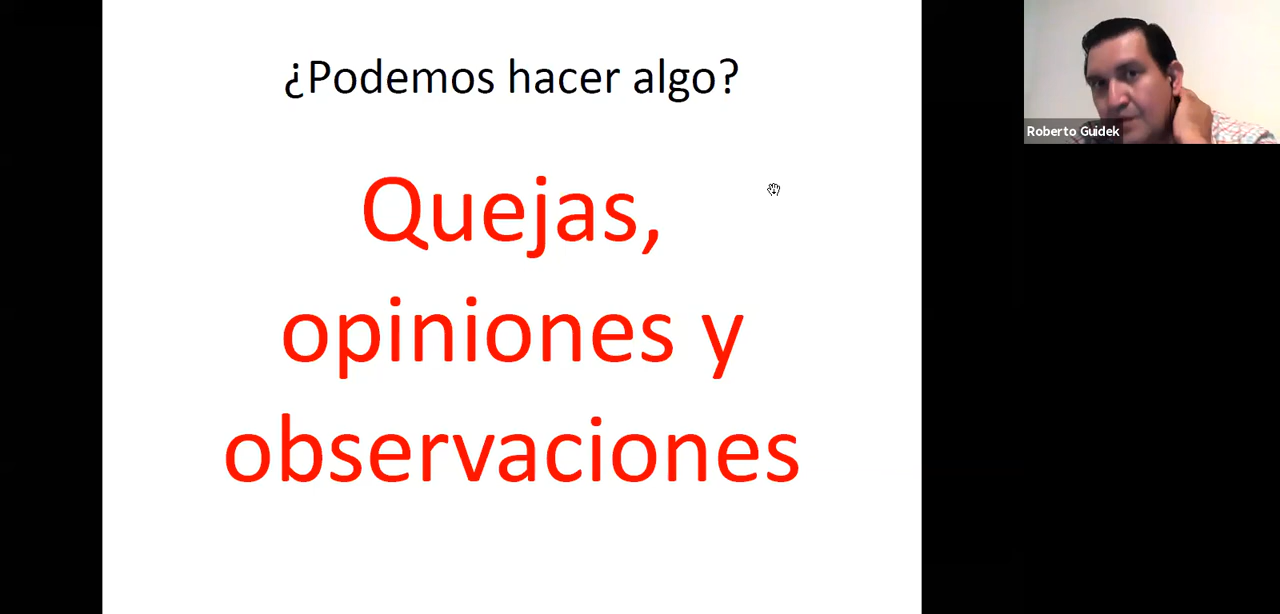 ¿Podemos hacer algo?
Quejas,
opiniones y
observaciones
Roberto Guidek